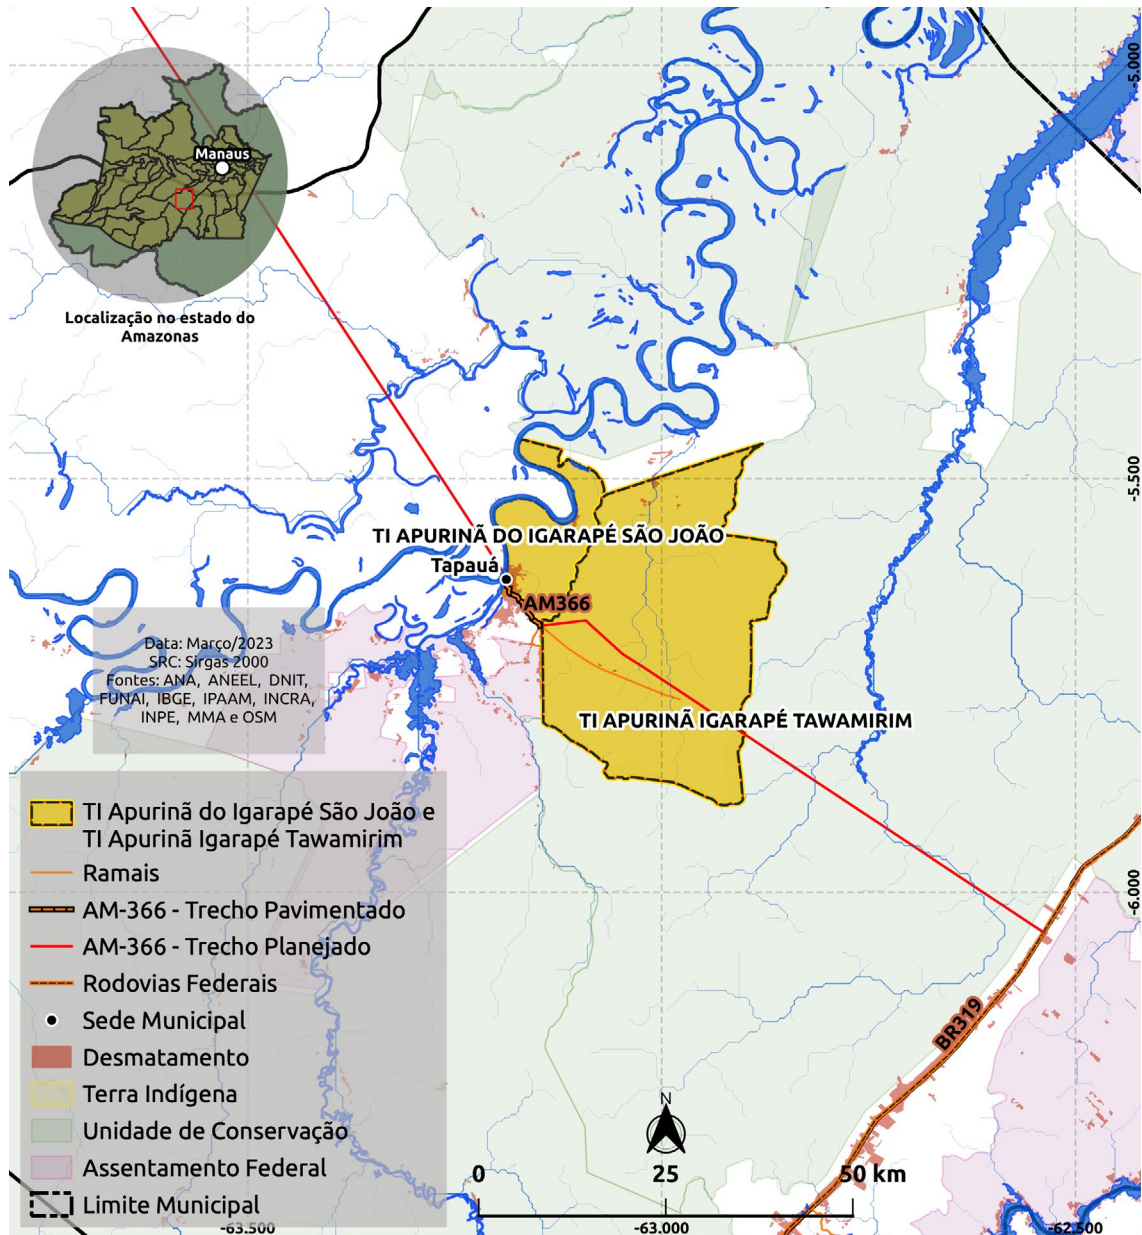 -5.000
Manaus
Localização no estado do
Amazonas
-5.500
TI APURINÃ DO IGARAPÉ SÃO JOÃO
Tapauá
AM366
Data: Março/2023
SRC: Sirgas 2000
Fontes: ANA, ANEEL, DNIT,
FUNAI, IBGE, IPAAM, INCRA,
INPE, MMA e OSM
TI APURINÃ IGARAPÉ TAWAMIRIM
TI Apurinã do Igarapé São João e
TI Apurinã Igarapé Tawamirim
Ramais
AM-366 - Trecho Pavimentado
AM-366 - Trecho Planejado
Rodovias Federais
Sede Municipal
Desmatamento
Terra Indígena
Unidade de Conservação
Assentamento Federal
Limite Municipal
-6.000
BR319
N
0 25 50 km
-63.500 -63.000 -62.500